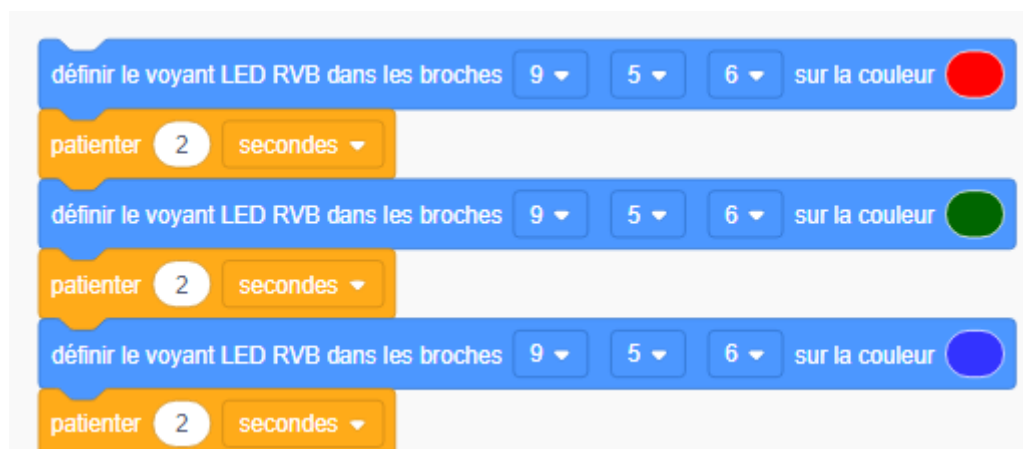 définir le voyant LED RVB dans les broches 9 5 6 sur la couleur
patienter 2 secondes
définir le voyant LED RVB dans les broches 9 5 6 sur la couleur
patienter 2 secondes
définir le voyant LED RVB dans les broches 9 5 6 sur la couleur
patienter 2 secondes